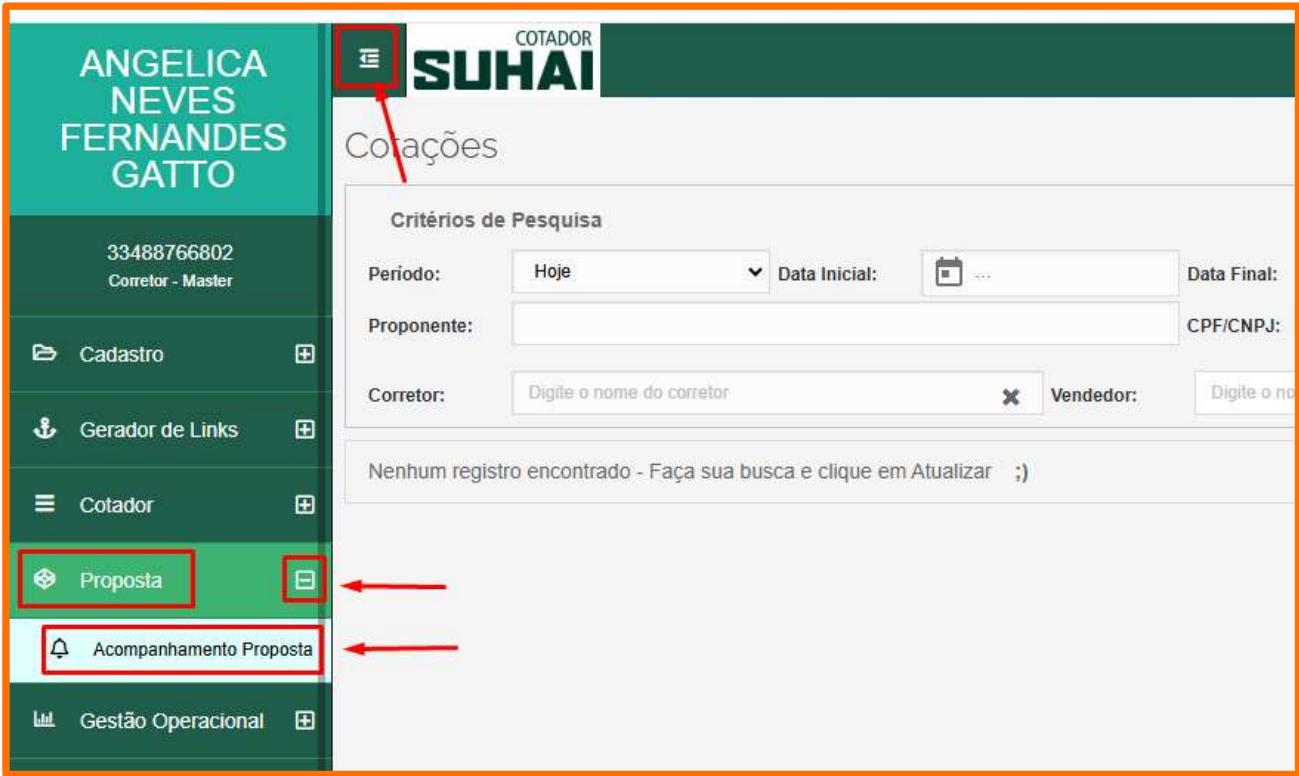 ANGELICA
NEVES
FERNANDES
GATTO
33488766802
Corretor - Master
Cadastro
Gerador de Links
Cotador
Proposta
Acompanhamento Proposta
Gestão Operacional
COTADOR
SUHAI
Cotações
Critérios de Pesquisa
Período: Hoje Data Inicial: ... Data Final:
Proponente: CPF/CNPJ:
Corretor: Digite o nome do corretor Vendedor: Digite o no
Nenhum registro encontrado - Faça sua busca e clique em Atualizar ;)